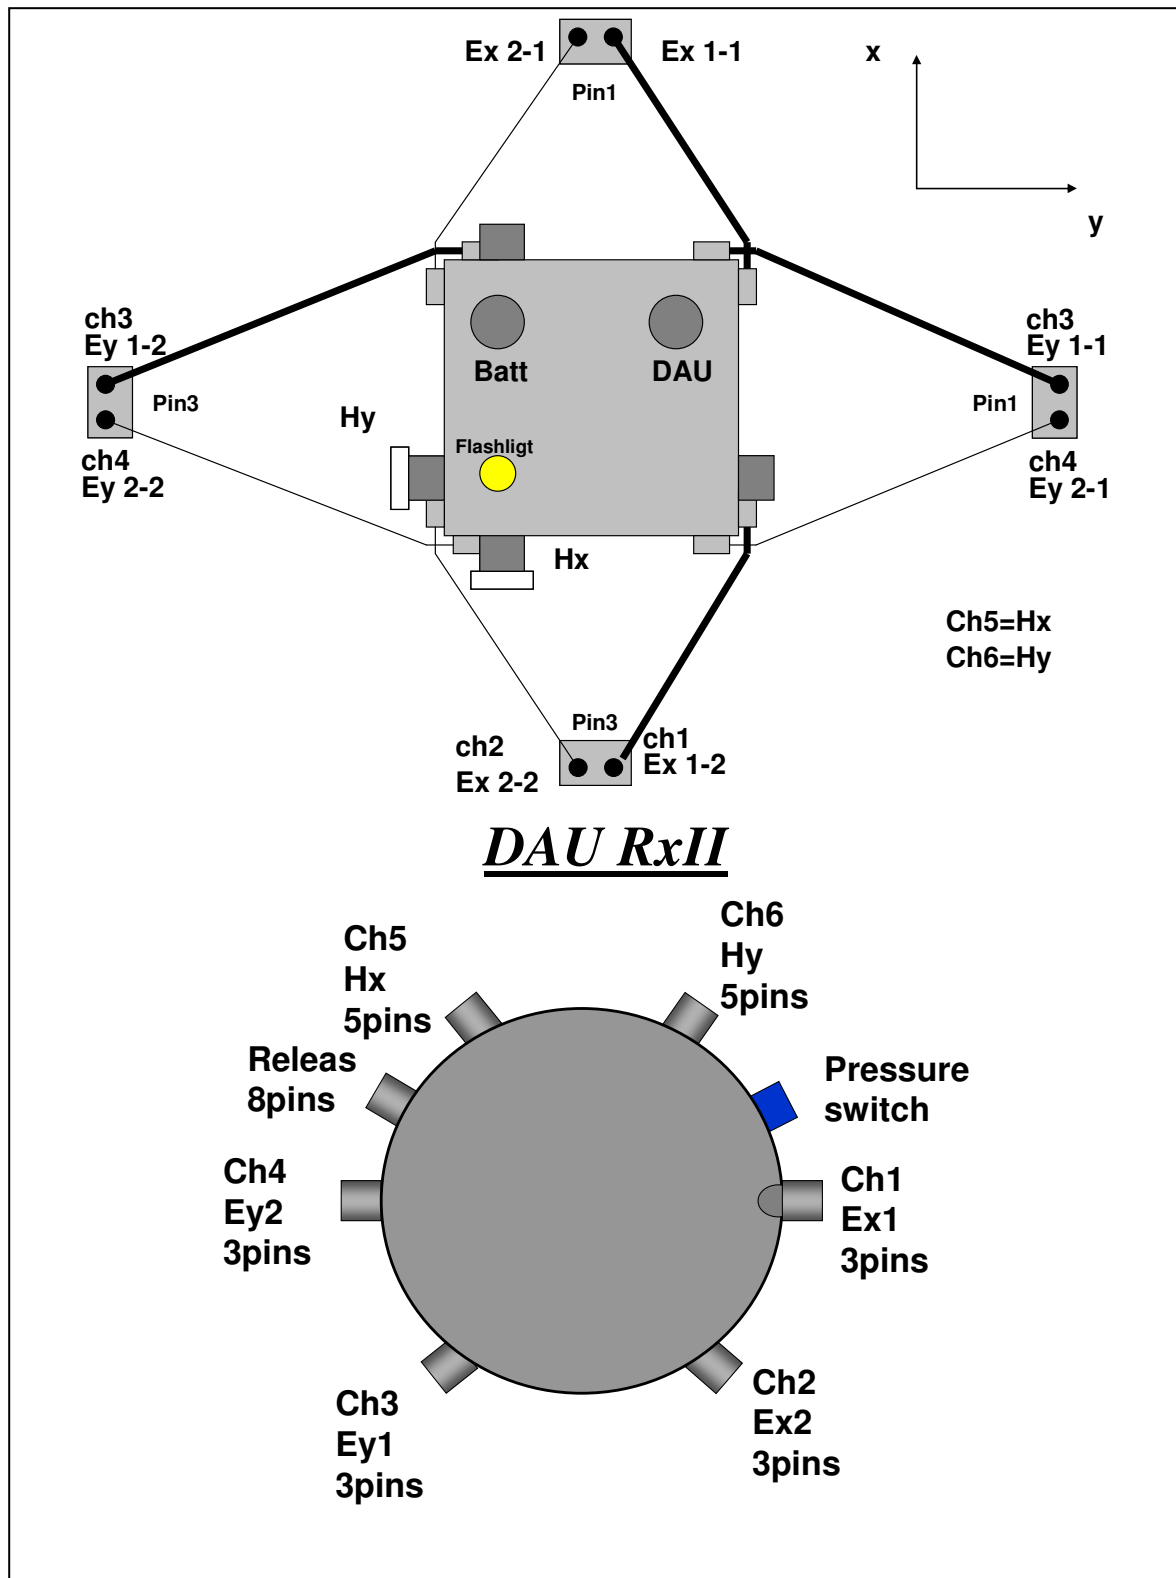 Ex 2-1
Ex 1-1
x
Pin1
y
ch3
Ey 1-2
ch3
Ey 1-1
Batt
DAU
Pin3
Pin1
Hy
Flashligt
ch4
Ey 2-2
ch4
Ey 2-1
Hx
Ch5=Hx
Ch6=Hy
Pin3
ch2
Ex 2-2
ch1
Ex 1-2
DAU RxII
Ch5
Hx
5pins
Ch6
Hy
5pins
Releas
8pins
Pressure
switch
Ch4
Ey2
3pins
Ch1
Ex1
3pins
Ch3
Ey1
3pins
Ch2
Ex2
3pins